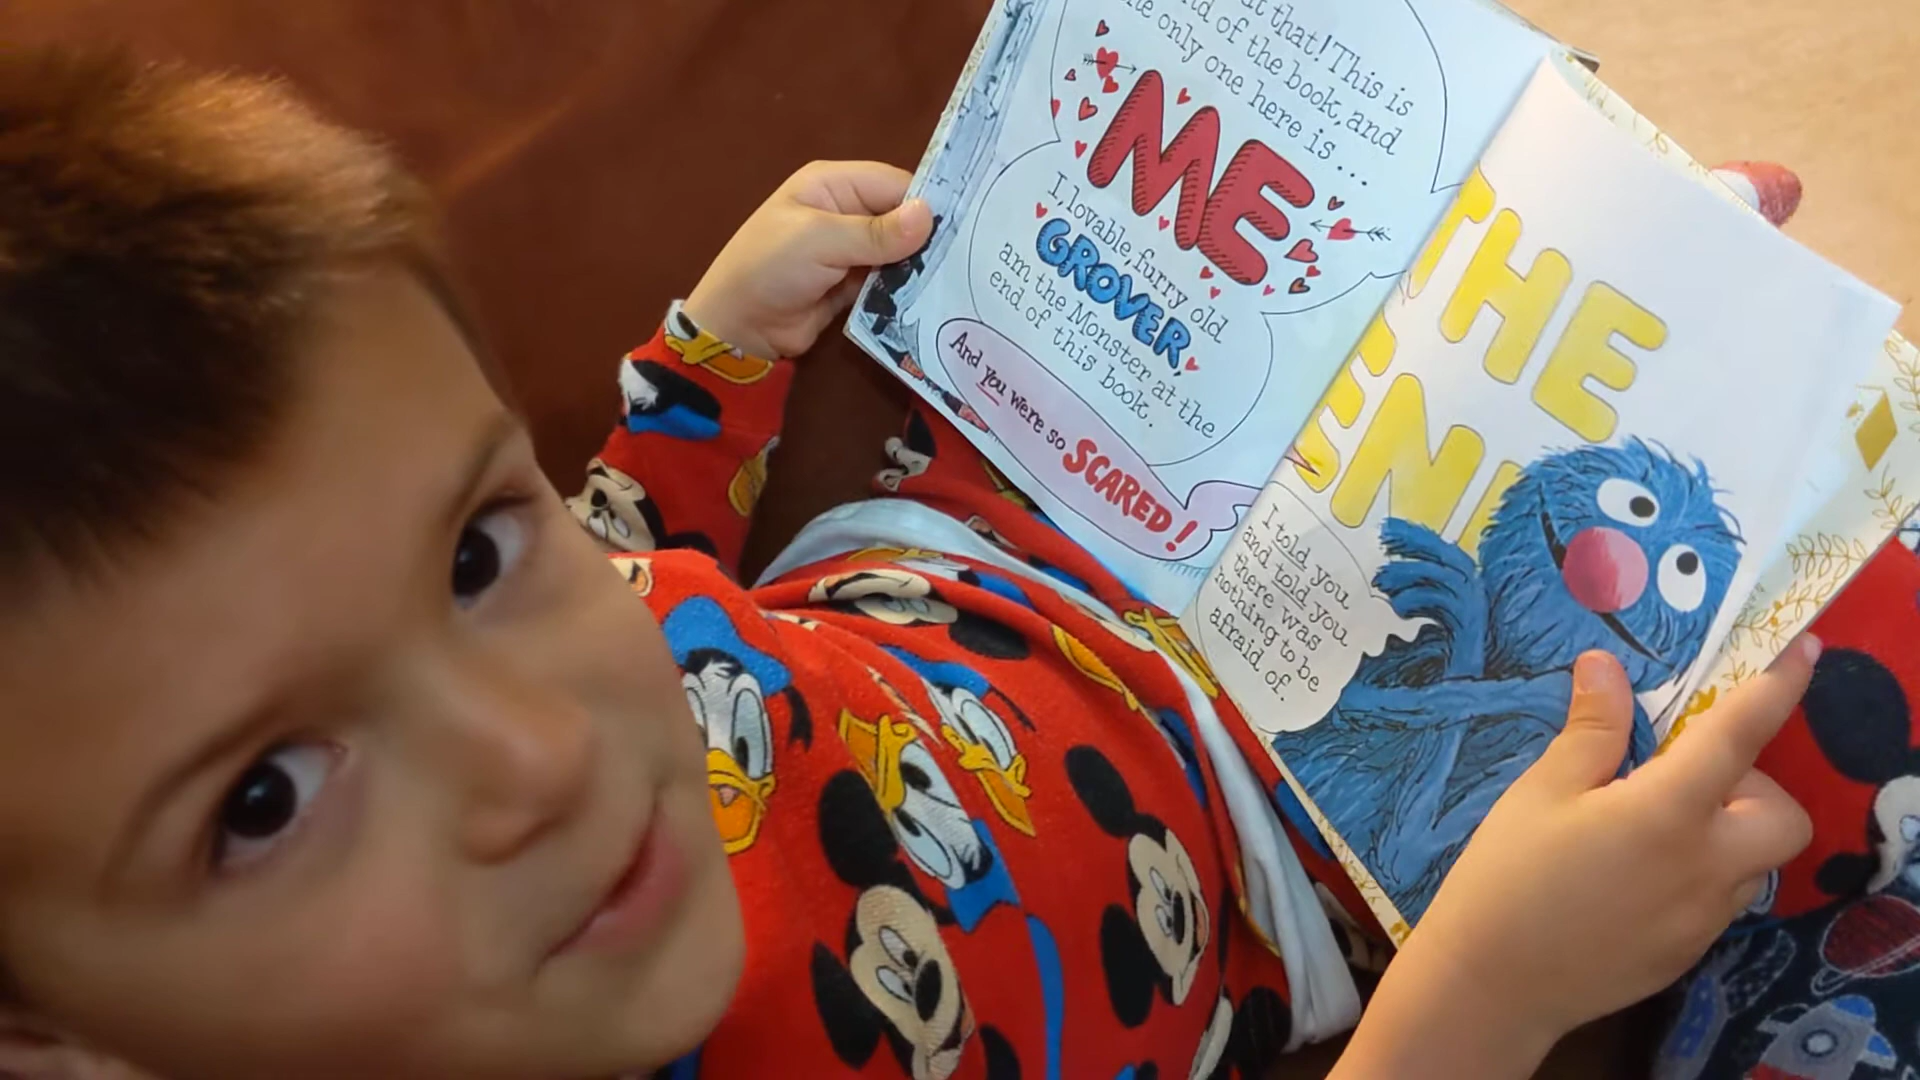 at that! This is
of the book, and
only one here is...
ME
I, lovable, furry old
GROVER,
am the Monster at the
end of this book.
And you were so
SCARED!
THE
END
I told you
and told you
there was
nothing to be
afraid of.